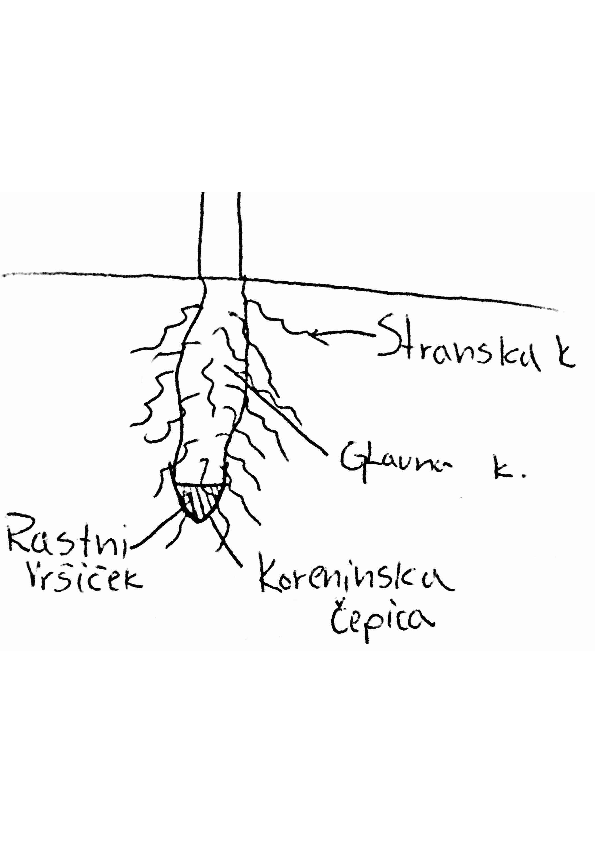 Stranska k
Glavna k.
Rastni
vršiček
Koreninska
čepica